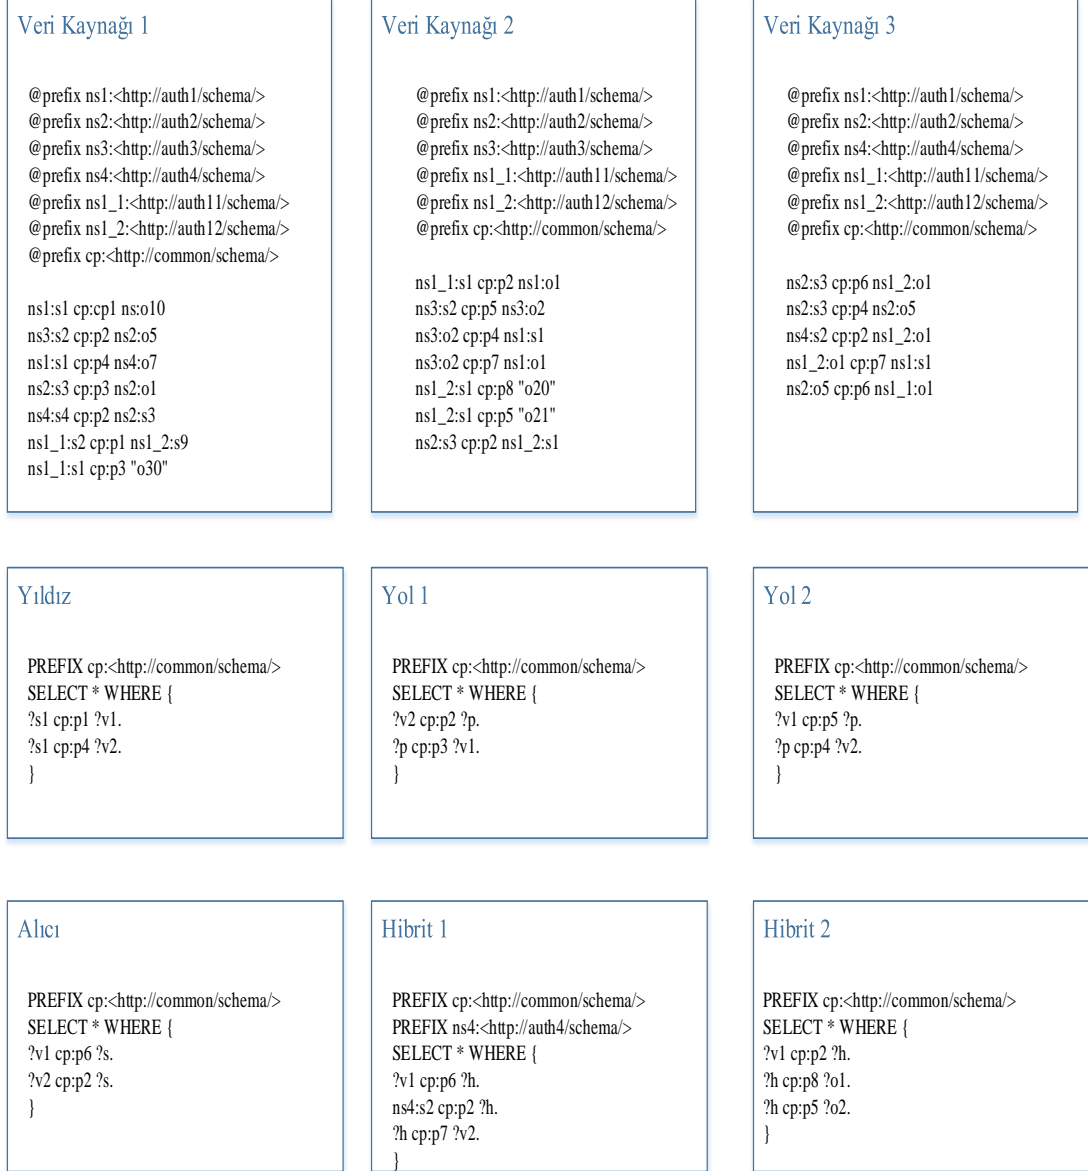 Veri Kaynağı 1
@prefix ns1:<http://auth1/schema/>
@prefix ns2:<http://auth2/schema/>
@prefix ns3:<http://auth3/schema/>
@prefix ns4:<http://auth4/schema/>
@prefix ns1_1:<http://auth11/schema/>
@prefix ns1_2:<http://auth12/schema/>
@prefix cp:<http://common/schema/>
ns1:s1 cp:cp1 ns:o10
ns3:s2 cp:p2 ns2:o5
ns1:s1 cp:p4 ns4:o7
ns2:s3 cp:p3 ns2:o1
ns4:s4 cp:p2 ns2:s3
ns1_1:s2 cp:p1 ns1_2:s9
ns1_1:s1 cp:p3 "o30"
Veri Kaynağı 2
@prefix ns1:<http://auth1/schema/>
@prefix ns2:<http://auth2/schema/>
@prefix ns3:<http://auth3/schema/>
@prefix ns1_1:<http://auth11/schema/>
@prefix ns1_2:<http://auth12/schema/>
@prefix cp:<http://common/schema/>
ns1_1:s1 cp:p2 ns1:o1
ns3:s2 cp:p5 ns3:o2
ns3:o2 cp:p4 ns1:s1
ns3:o2 cp:p7 ns1:o1
ns1_2:s1 cp:p8 "o20"
ns1_2:s1 cp:p5 "o21"
ns2:s3 cp:p2 ns1_2:s1
Veri Kaynağı 3
@prefix ns1:<http://auth1/schema/>
@prefix ns2:<http://auth2/schema/>
@prefix ns4:<http://auth4/schema/>
@prefix ns1_1:<http://auth11/schema/>
@prefix ns1_2:<http://auth12/schema/>
@prefix cp:<http://common/schema/>
ns2:s3 cp:p6 ns1_2:o1
ns2:s3 cp:p4 ns2:o5
ns4:s2 cp:p2 ns1_2:o1
ns1_2:o1 cp:p7 ns1:s1
ns2:o5 cp:p6 ns1_1:o1
Yıldız
PREFIX cp:<http://common/schema/>
SELECT * WHERE {
?s1 cp:p1 ?v1.
?s1 cp:p4 ?v2.
}
Yol 1
PREFIX cp:<http://common/schema/>
SELECT * WHERE {
?v2 cp:p2 ?p.
?p cp:p3 ?v1.
}
Yol 2
PREFIX cp:<http://common/schema/>
SELECT * WHERE {
?v1 cp:p5 ?p.
?p cp:p4 ?v2.
}
Alıcı
PREFIX cp:<http://common/schema/>
SELECT * WHERE {
?v1 cp:p6 ?s.
?v2 cp:p2 ?s.
}
Hibrit 1
PREFIX cp:<http://common/schema/>
PREFIX ns4:<http://auth4/schema/>
SELECT * WHERE {
?v1 cp:p6 ?h.
ns4:s2 cp:p2 ?h.
?h cp:p7 ?v2.
}
Hibrit 2
PREFIX cp:<http://common/schema/>
SELECT * WHERE {
?v1 cp:p2 ?h.
?h cp:p8 ?o1.
?h cp:p5 ?o2.
}